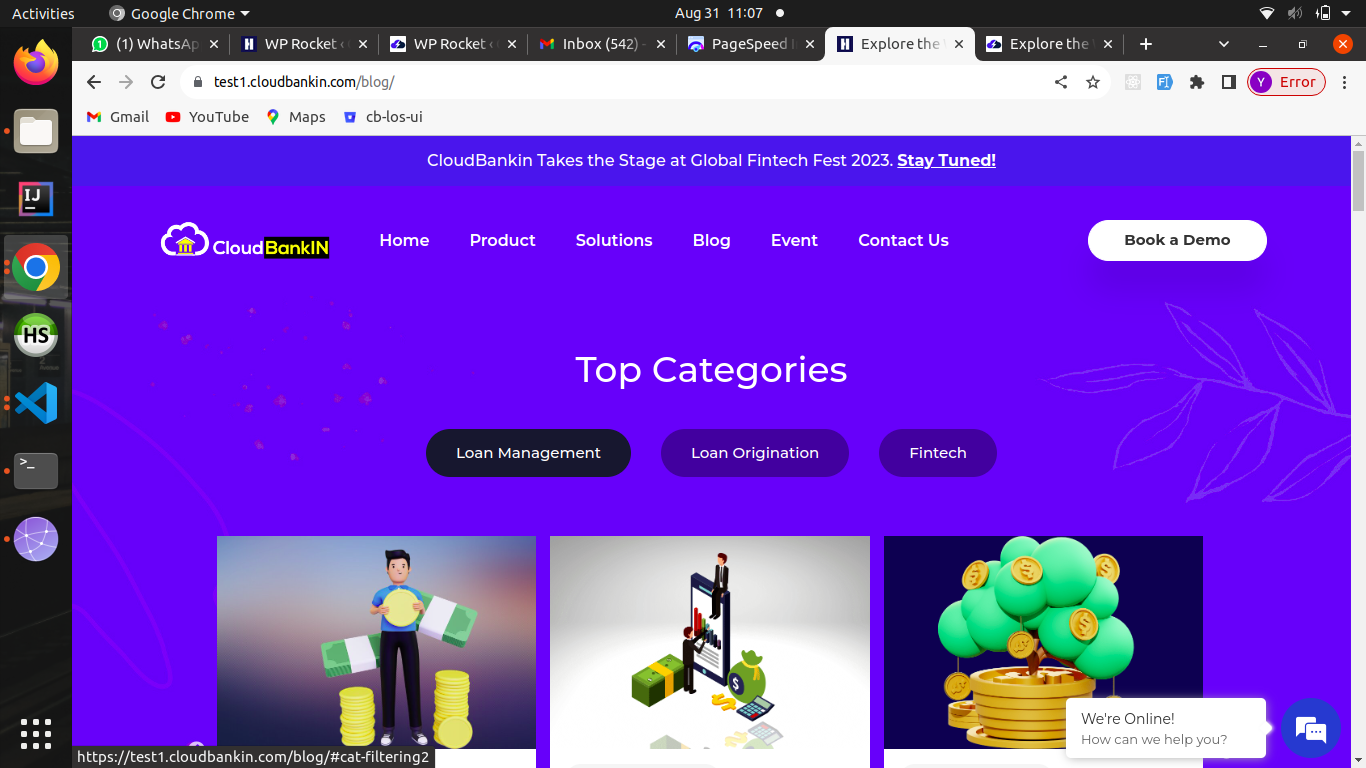 Activities
Google Chrome
Aug 31 11:07
(1) WhatsAp
WP Rocket ‹
WP Rocket ‹
Inbox (542) -
PageSpeed
Explore the
Explore the
test1.cloudbankin.com/blog/
Y Error
Gmail
YouTube
Maps
cb-los-ui
CloudBankin Takes the Stage at Global Fintech Fest 2023. Stay Tuned!
CloudBankIN
Home
Product
Solutions
Blog
Event
Contact Us
Book a Demo
Top Categories
Loan Management
Loan Origination
Fintech
IJ
HS
We're Online!
How can we help you?
https://test1.cloudbankin.com/blog/#cat-filtering2